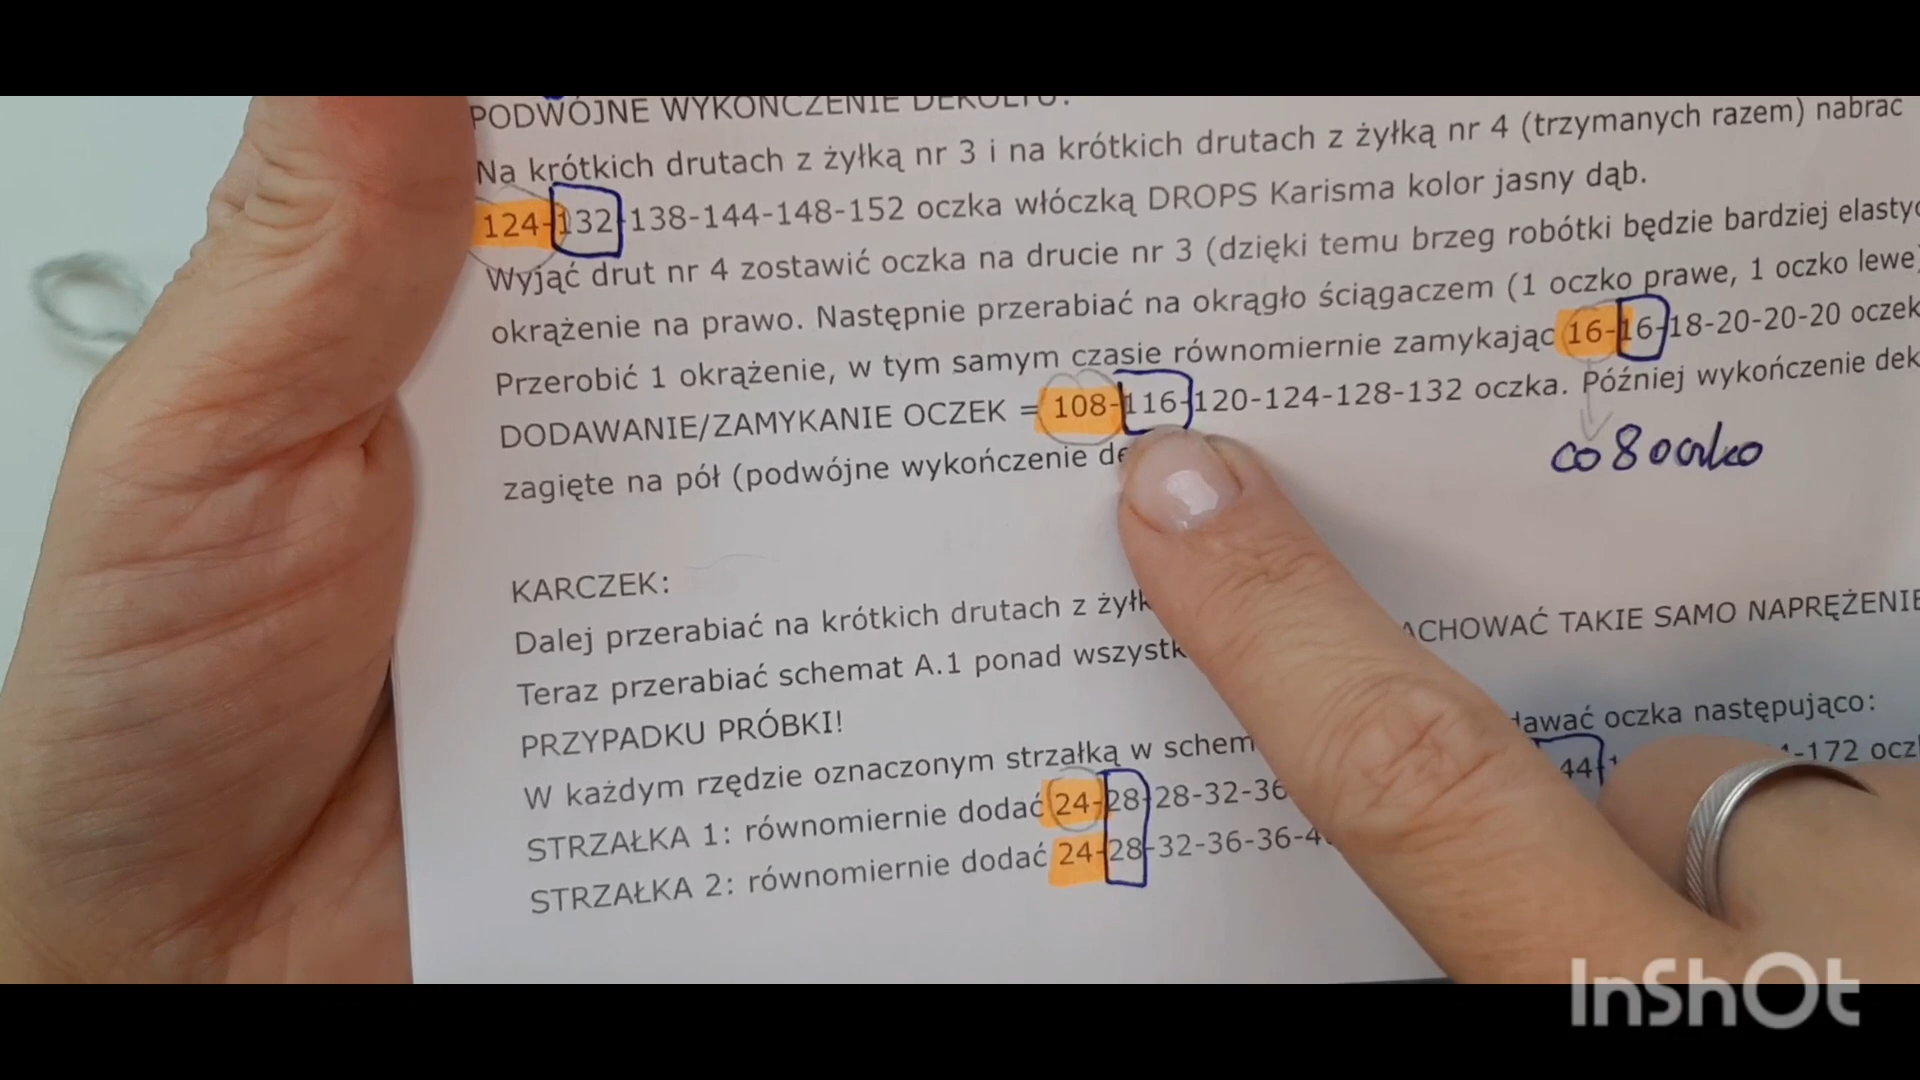 PODWÓJNE WYKOŃCZENIE DEKOLTU:
Na krótkich drutach z żyłką nr 3 i na krótkich drutach z żyłką nr 4 (trzymanych razem) nabrać
124-132-138-144-148-152 oczka włóczką DROPS Karisma kolor jasny dąb.
Wyjąć drut nr 4 zostawić oczka na drucie nr 3 (dzięki temu brzeg robótki będzie bardziej
okrążenie na prawo. Następnie przerabiać na okrągło ściągaczem (1 oczko prawe, 1 oczko lewe)
Przerobić 1 okrążenie, w tym samym czasie równomiernie zamykając 16-16-18-20-20-20 oczek
DODAWANIE/ZAMYKANIE OCZEK = 108-116-120-124-128-132 oczka. Później wykończenie
zagięte na pół (podwójne wykończenie
co 8 oczko
KARCZEK:
Dalej przerabiać na krótkich drutach z ZACHOWAĆ TAKIE SAMO NAPRĘŻENIE
Teraz przerabiać schemat A.1 ponad
PRZYPADKU PRÓBKI!
W każdym rzędzie oznaczonym strzałką w oczka następująco:
STRZAŁKA 1: równomiernie dodać 24-28-28-32-36 44 -172
STRZAŁKA 2: równomiernie dodać 24-28-32-36-36-4
InShOt